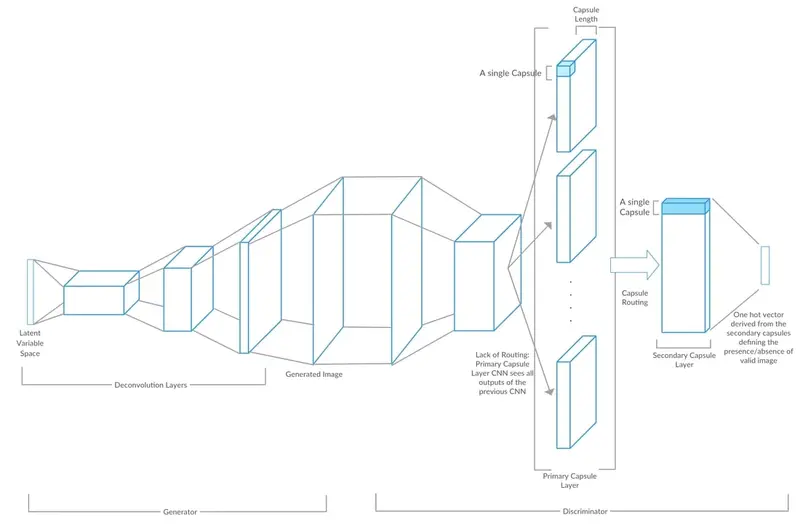 Capsule
Length
A single Capsule
A single
Capsule
Capsule
Routing
Latent
Variable
Space
Deconvolution Layers
Generated Image
Lack of Routing:
Primary Capsule
Layer CNN sees all
outputs of the
previous CNN
Secondary Capsule
Layer
One hot vector
derived from the
secondary capsules
defining the
presence/absence of
valid image
Primary Capsule
Layer
Generator
Discriminator